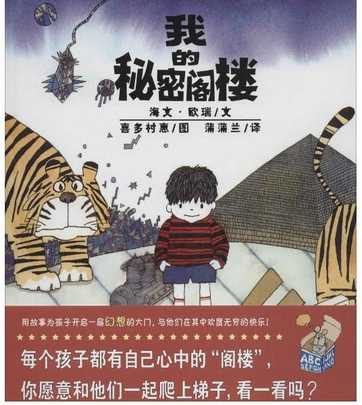 我
的
秘密阁楼
海文·欧瑞/文
喜多村惠/图 蒲蒲兰/译
用故事为孩子开启一扇幻想的大门，与他们在其中欢度无穷的快乐！
每个孩子都有自己心中的“阁楼”，
你愿意和他们一起爬上梯子，看一看吗？
ABC